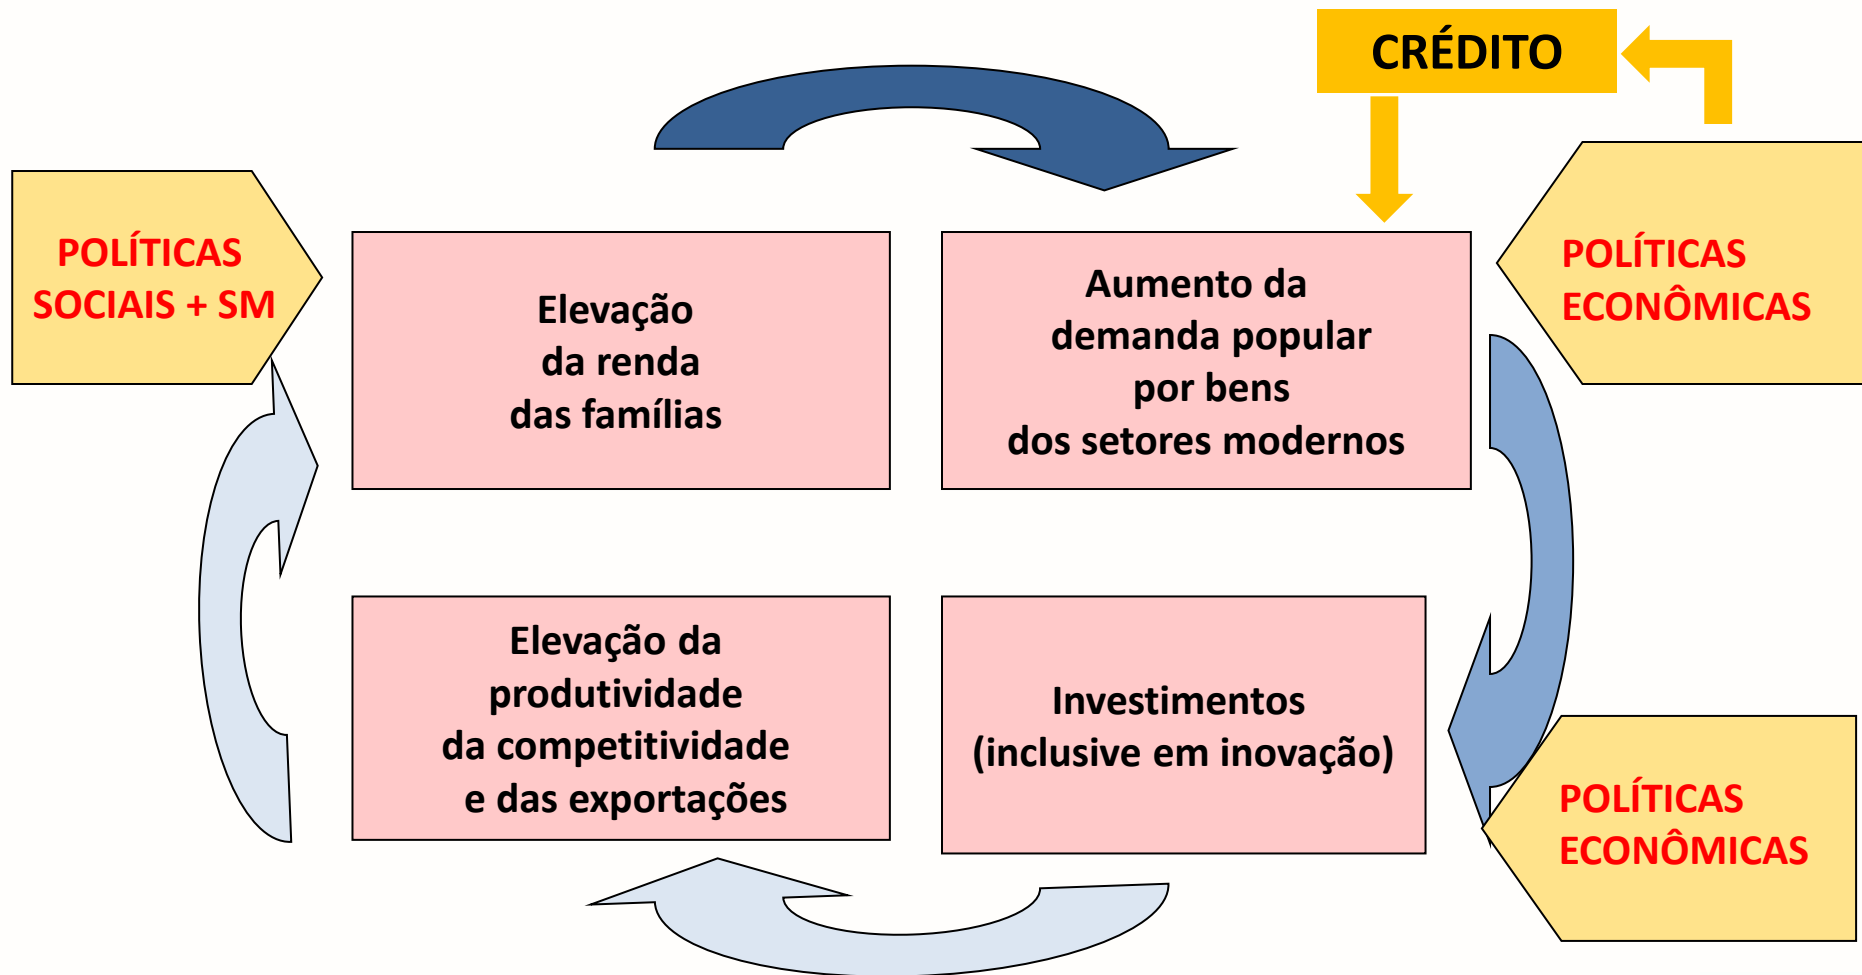 CRÉDITO
POLÍTICAS
SOCIAIS + SM
Elevação
da renda
das famílias
Aumento da
demanda popular
por bens
dos setores modernos
POLÍTICAS
ECONÔMICAS
Elevação da
produtividade
da competitividade
e das exportações
Investimentos
(inclusive em inovação)
POLÍTICAS
ECONÔMICAS